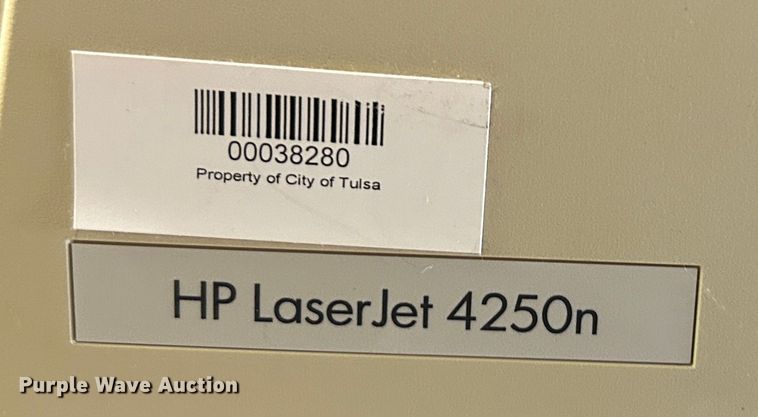 00038280
Property of City of Tulsa
HP LaserJet 4250n
Purple Wave Auction